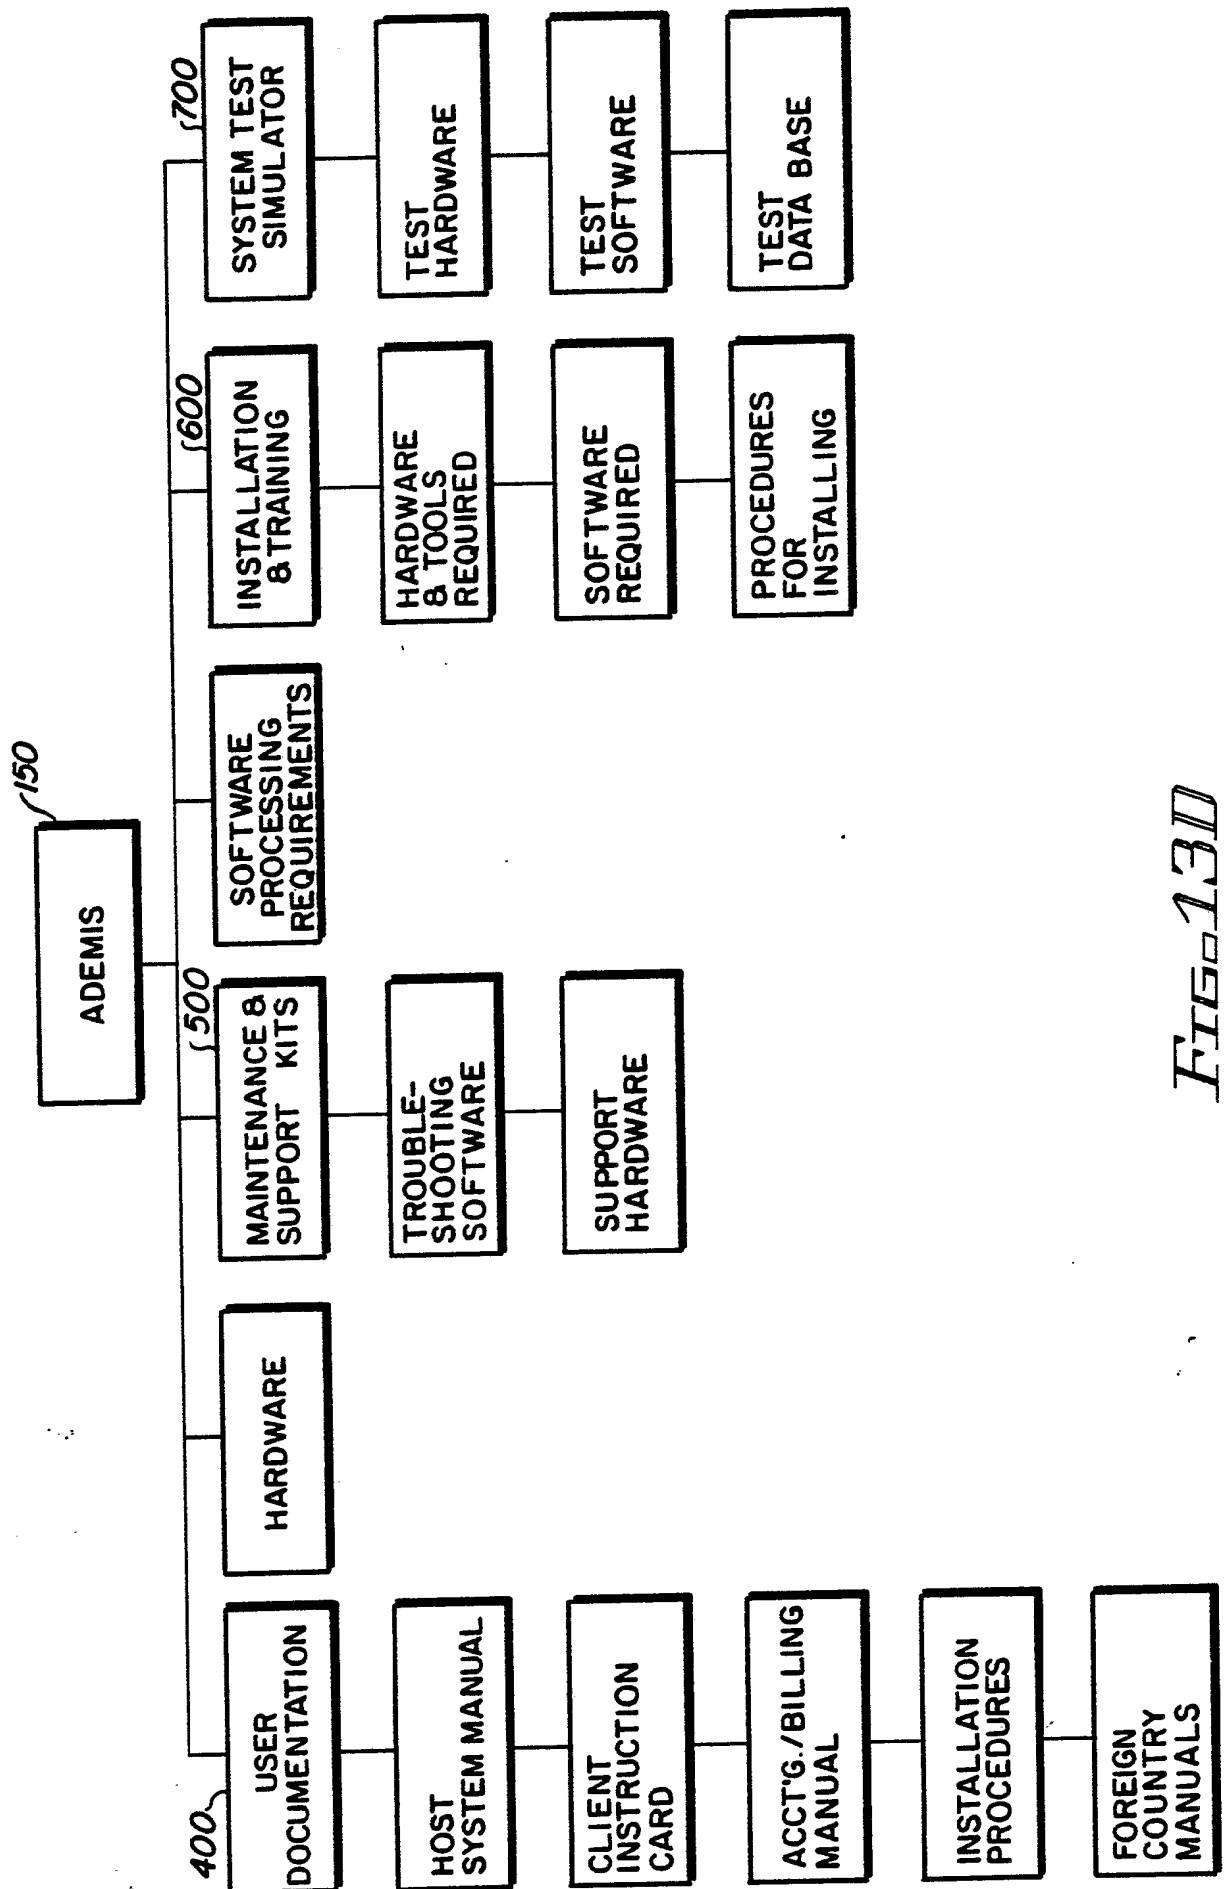 150
ADEMIS
400
USER
DOCUMENTATION
HOST
SYSTEM MANUAL
CLIENT
INSTRUCTION
CARD
ACCT'G./BILLING
MANUAL
INSTALLATION
PROCEDURES
FOREIGN
COUNTRY
MANUALS
HARDWARE
500
MAINTENANCE &
SUPPORT KITS
TROUBLE-
SHOOTING
SOFTWARE
SUPPORT
HARDWARE
SOFTWARE
PROCESSING
REQUIREMENTS
600
INSTALLATION
& TRAINING
HARDWARE
& TOOLS
REQUIRED
SOFTWARE
REQUIRED
PROCEDURES
FOR
INSTALLING
700
SYSTEM TEST
SIMULATOR
TEST
HARDWARE
TEST
SOFTWARE
TEST
DATA BASE
FIG.13D